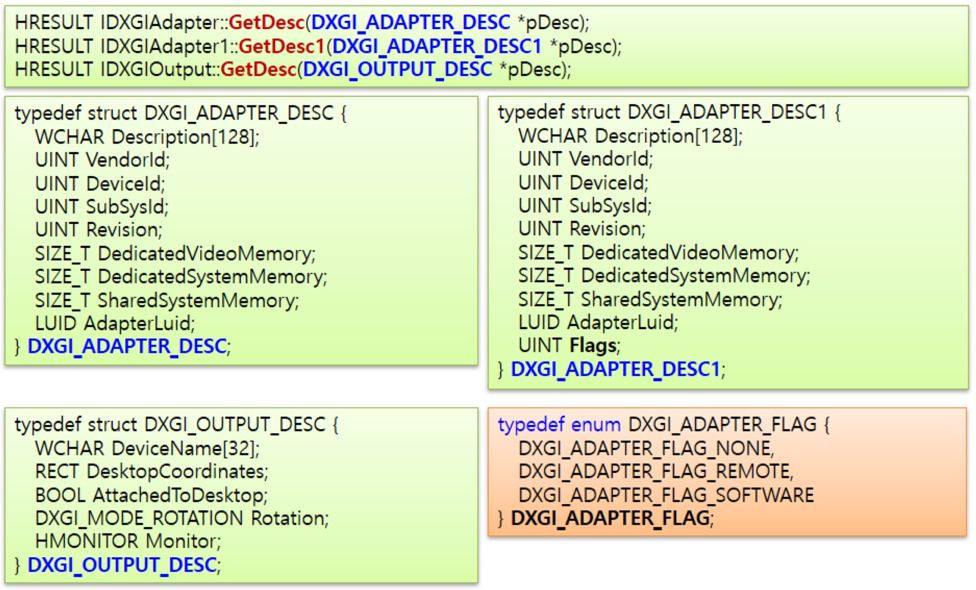 HRESULT IDXGIAdapter::GetDesc(DXGI_ADAPTER_DESC *pDesc);
HRESULT IDXGIAdapter1::GetDesc1(DXGI_ADAPTER_DESC1 *pDesc);
HRESULT IDXGIOutput::GetDesc(DXGI_OUTPUT_DESC *pDesc);
typedef struct DXGI_ADAPTER_DESC {
WCHAR Description[128];
UINT VendorId;
UINT DeviceId;
UINT SubSysId;
UINT Revision;
SIZE_T DedicatedVideoMemory;
SIZE_T DedicatedSystemMemory;
SIZE_T SharedSystemMemory;
LUID AdapterLuid;
} DXGI_ADAPTER_DESC;
typedef struct DXGI_ADAPTER_DESC1 {
WCHAR Description[128];
UINT VendorId;
UINT DeviceId;
UINT SubSysId;
UINT Revision;
SIZE_T DedicatedVideoMemory;
SIZE_T DedicatedSystemMemory;
SIZE_T SharedSystemMemory;
LUID AdapterLuid;
UINT Flags;
} DXGI_ADAPTER_DESC1;
typedef struct DXGI_OUTPUT_DESC {
WCHAR DeviceName[32];
RECT DesktopCoordinates;
BOOL AttachedToDesktop;
DXGI_MODE_ROTATION Rotation;
HMONITOR Monitor;
} DXGI_OUTPUT_DESC;
typedef enum DXGI_ADAPTER_FLAG {
DXGI_ADAPTER_FLAG_NONE,
DXGI_ADAPTER_FLAG_REMOTE,
DXGI_ADAPTER_FLAG_SOFTWARE
} DXGI_ADAPTER_FLAG;